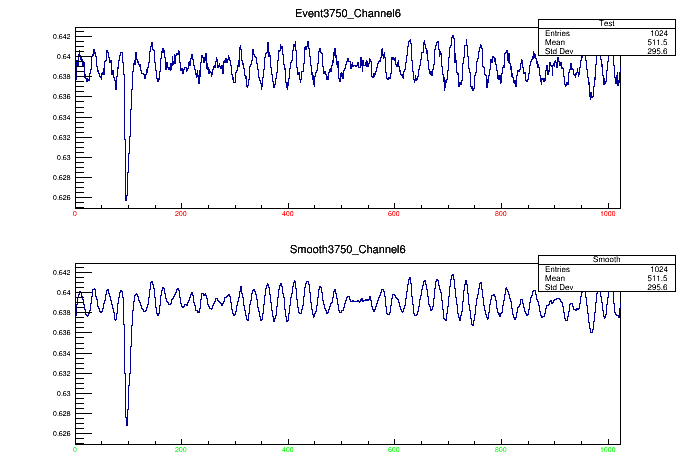 Event3750_Channel6
Test
Entries 1024
Mean 511.5
Std Dev 295.6
0.642
0.64
0.638
0.636
0.634
0.632
0.63
0.628
0.626
0 200 400 600 800 1000
Smooth3750_Channel6
Smooth
Entries 1024
Mean 511.5
Std Dev 295.6
0.642
0.64
0.638
0.636
0.634
0.632
0.63
0.628
0.626
0 200 400 600 800 1000